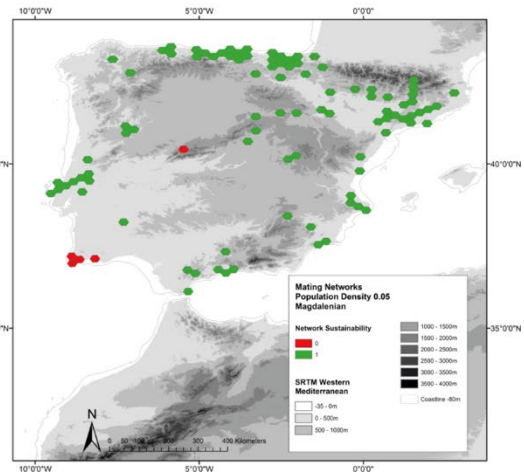 10°0'0"W 5°0'0"W 0°0'0"
40°0'0"N
35°0'0"N
Mating Networks
Population Density 0.05
Magdalenian
Network Sustainability
0
1
SRTM Western
Mediterranean
-35 - 0m
0 - 500m
500 - 1000m
1000 - 1500m
1500 - 2000m
2000 - 2500m
2500 - 3000m
3000 - 3500m
3500 - 4000m
Coastline -80m
N
0 50 100 200 300 400 Kilometers
10°0'0"W 5°0'0"W 0°0'0"